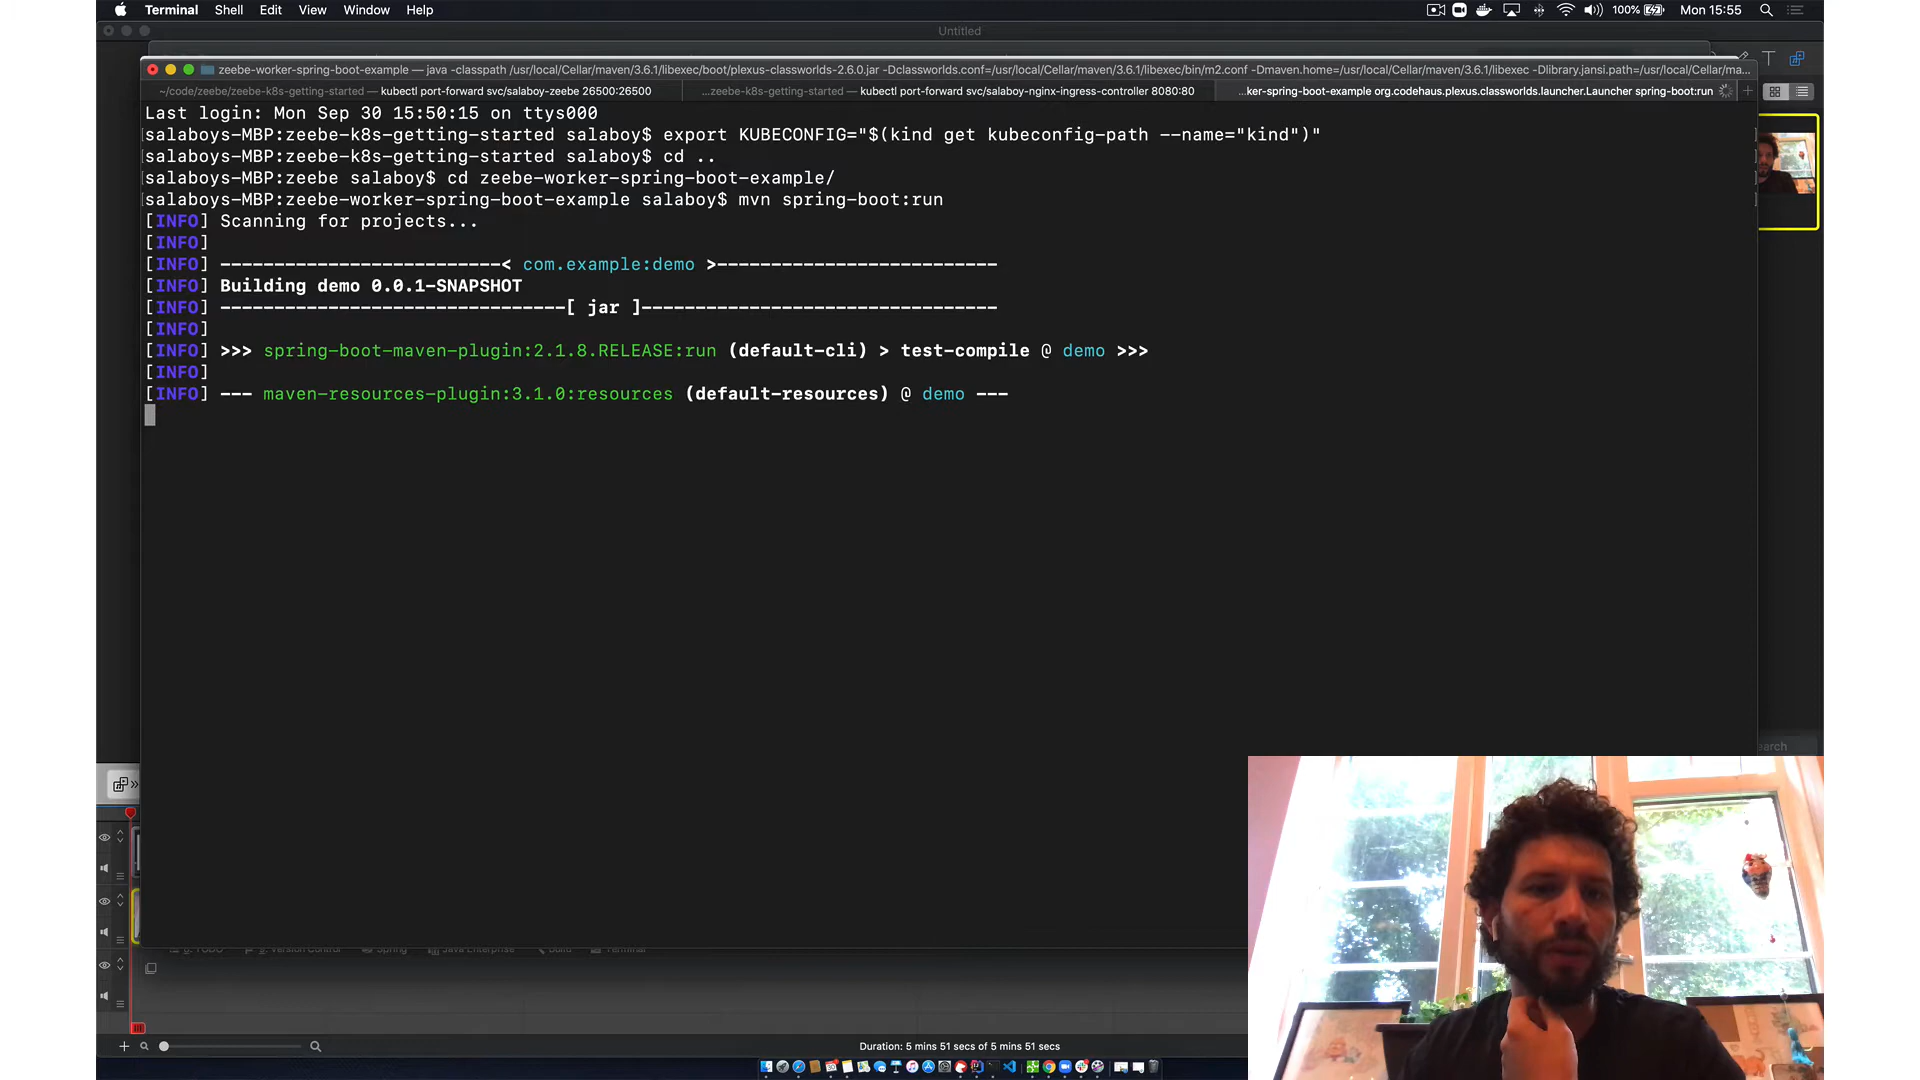 Terminal Shell Edit View Window Help 100% Mon 15:55
Untitled
zeebe-worker-spring-boot-example — java -classpath /usr/local/Cellar/maven/3.6.1/libexec/boot/plexus-classworlds-2.6.0.jar -Dclassworlds.conf=/usr/local/Cellar/maven/3.6.1/libexec/bin/m2.conf -Dmaven.home=/usr/local/Cellar/maven/3.6.1/libexec -Dlibrary.jansi.path=/usr/local/Cellar/ma...
~/code/zeebe/zeebe-k8s-getting-started — kubectl port-forward svc/salaboy-zeebe 26500:26500 ...zeebe-k8s-getting-started — kubectl port-forward svc/salaboy-nginx-ingress-controller 8080:80 ...ker-spring-boot-example org.codehaus.plexus.classworlds.launcher.Launcher spring-boot:run
Last login: Mon Sep 30 15:50:15 on ttys000
[salaboys-MBP:zeebe-k8s-getting-started salaboy$ export KUBECONFIG="$(kind get kubeconfig-path --name="kind")" ]
[salaboys-MBP:zeebe-k8s-getting-started salaboy$ cd .. ]
[salaboys-MBP:zeebe salaboy$ cd zeebe-worker-spring-boot-example/ ]
[salaboys-MBP:zeebe-worker-spring-boot-example salaboy$ mvn spring-boot:run ]
[INFO] Scanning for projects...
[INFO]
[INFO] --------------------------< com.example:demo >--------------------------
[INFO] Building demo 0.0.1-SNAPSHOT
[INFO] --------------------------------[ jar ]---------------------------------
[INFO]
[INFO] >>> spring-boot-maven-plugin:2.1.8.RELEASE:run (default-cli) > test-compile @ demo >>>
[INFO]
[INFO] --- maven-resources-plugin:3.1.0:resources (default-resources) @ demo ---
earch
Duration: 5 mins 51 secs of 5 mins 51 secs